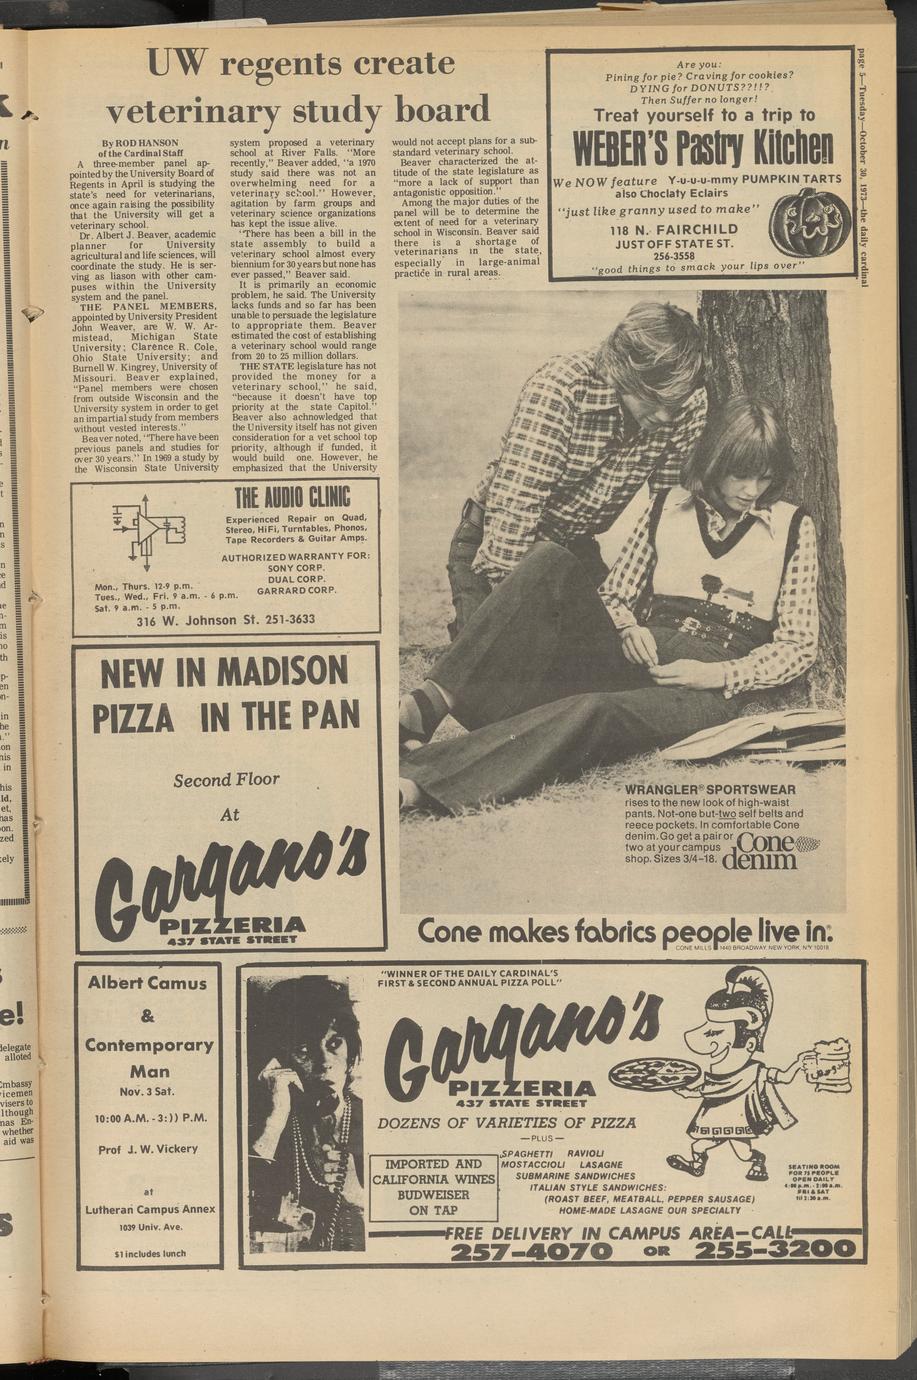 UW regents create
veterinary study board
By ROD HANSON
of the Cardinal Staff
A three-member panel ap-
pointed by the University Board of
Regents in April is studying the
state's need for veterinarians,
once again raising the possibility
that the University will get a
veterinary school.
Dr. Albert J. Beaver, academic
planner for University
agricultural and life sciences, will
coordinate the study. He is ser-
ving as liason with other cam-
puses within the University
system and the panel.
THE PANEL MEMBERS,
appointed by University President
John Weaver, are W. W. Ar-
mistead, Michigan State
University; Clarence R. Cole,
Ohio State University; and
Burnell W. Kingrey, University of
Missouri. Beaver explained,
"Panel members were chosen
from outside Wisconsin and the
University system in order to get
an impartial study from members
without vested interests."
Beaver noted, "There have been
previous panels and studies for
over 30 years." In 1969 a study by
the Wisconsin State University
system proposed a veterinary
school at River Falls. "More
recently," Beaver added, "a 1970
study said there was not an
overwhelming need for a
veterinary school." However,
agitation by farm groups and
veterinary science organizations
has kept the issue alive.
"There has been a bill in the
state assembly to build a
veterinary school almost every
biennium for 30 years but none has
ever passed," Beaver said.
It is primarily an economic
problem, he said. The University
lacks funds and so far has been
unable to persuade the legislature
to appropriate them. Beaver
estimated the cost of establishing
a veterinary school would range
from 20 to 25 million dollars.
THE STATE legislature has not
provided the money for a
veterinary school," he said,
"because it doesn't have top
priority at the state Capitol."
Beaver also achnowledged that
the University itself has not given
consideration for a vet school top
priority, although if funded, it
would build one. However, he
emphasized that the University
would not accept plans for a sub-
standard veterinary school.
Beaver characterized the at-
titude of the state legislature as
"more a lack of support than
antagonistic opposition."
Among the major duties of the
panel will be to determine the
extent of need for a veterinary
school in Wisconsin. Beaver said
there is a shortage of
veterinarians in the state,
especially in large-animal
practice in rural areas.
Are you:
Pining for pie? Craving for cookies?
DYING for DONUTS??!!?
Then Suffer no longer!
Treat yourself to a trip to
WEBER'S Pastry Kitchen
We NOW feature Y-u-u-u-mmy PUMPKIN TARTS
also Choclaty Eclairs
"just like granny used to make"
118 N. FAIRCHILD
JUST OFF STATE ST.
256-3558
"good things to smack your lips over"
page 5—Tuesday—October 30, 1973—the daily cardinal
THE AUDIO CLINIC
Experienced Repair on Quad,
Stereo, HiFi, Turntables, Phonos,
Tape Recorders & Guitar Amps.
AUTHORIZED WARRANTY FOR:
SONY CORP.
DUAL CORP.
GARRARD CORP.
Mon., Thurs. 12-9 p.m.
Tues., Wed., Fri. 9 a.m. - 6 p.m.
Sat. 9 a.m. - 5 p.m.
316 W. Johnson St. 251-3633
NEW IN MADISON
PIZZA IN THE PAN
Second Floor
At
Gargano's
PIZZERIA
437 STATE STREET
WRANGLER® SPORTSWEAR
rises to the new look of high-waist
pants. Not-one but-two self belts and
reece pockets. In comfortable Cone
denim. Go get a pair or
two at your campus
shop. Sizes 3/4-18.
Cone
denim
Cone makes fabrics people live in.®
CONE MILLS 1440 BROADWAY, NEW YORK, N.Y. 10018
Albert Camus
&
Contemporary
Man
Nov. 3 Sat.
10:00 A.M. - 3:)) P.M.
Prof J. W. Vickery
at
Lutheran Campus Annex
1039 Univ. Ave.
$1 includes lunch
"WINNER OF THE DAILY CARDINAL'S
FIRST & SECOND ANNUAL PIZZA POLL"
Gargano's
PIZZERIA
437 STATE STREET
DOZENS OF VARIETIES OF PIZZA
—PLUS—
SPAGHETTI RAVIOLI
MOSTACCIOLI LASAGNE
SUBMARINE SANDWICHES
ITALIAN STYLE SANDWICHES:
(ROAST BEEF, MEATBALL, PEPPER SAUSAGE)
HOME-MADE LASAGNE OUR SPECIALTY
IMPORTED AND
CALIFORNIA WINES
BUDWEISER
ON TAP
SEATING ROOM
FOR 75 PEOPLE
OPEN DAILY
4:00 p.m. - 2:00 a.m.
FRI & SAT
til 2:30 a.m.
FREE DELIVERY IN CAMPUS AREA—CALL
257-4070 OR 255-3200